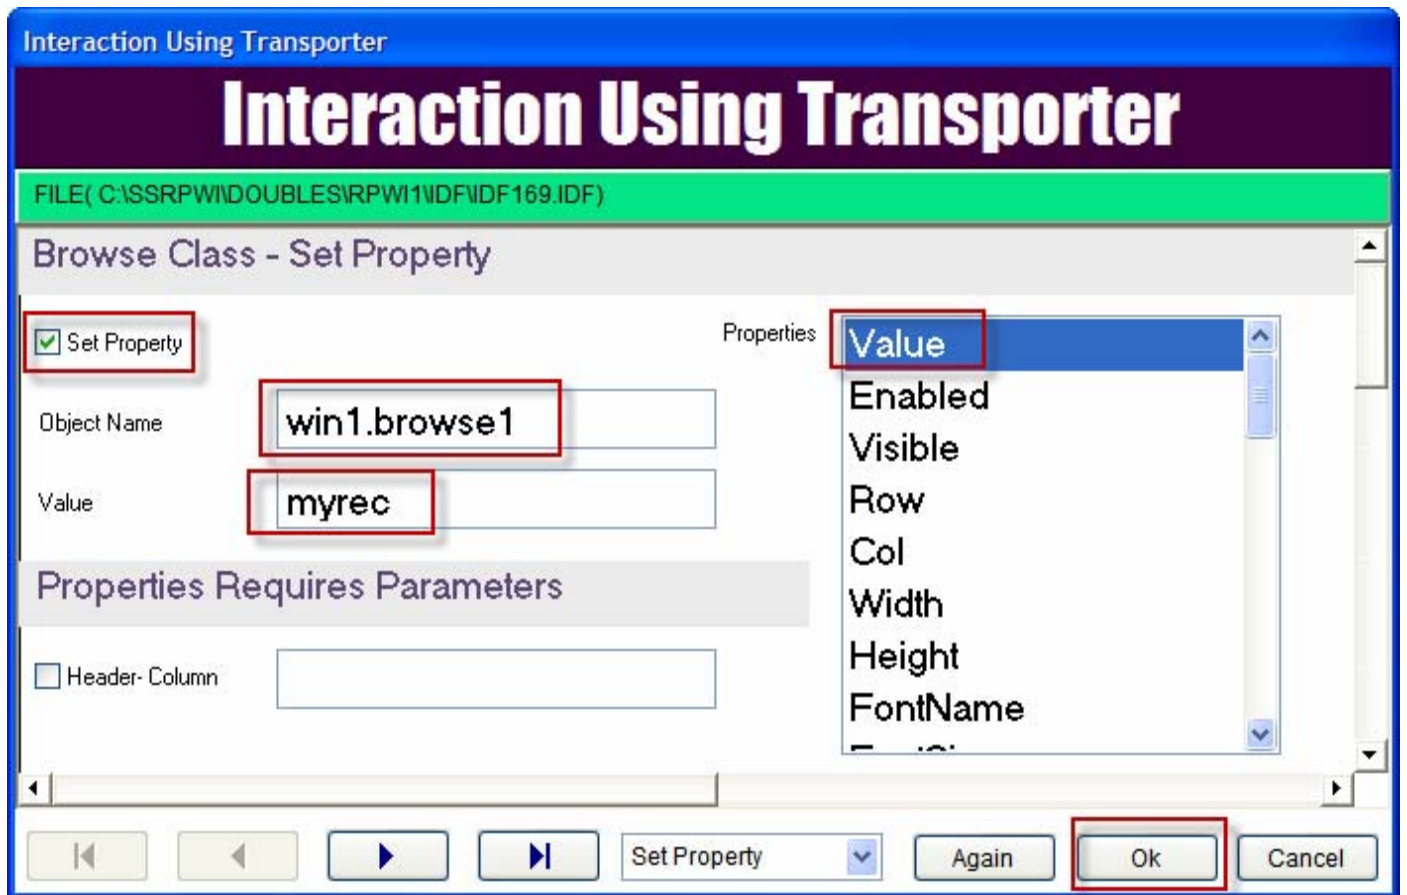 Interaction Using Transporter
Interaction Using Transporter
FILE( C:\SSRPWI\DOUBLES\RPWI1\IDF\IDF169.IDF)
Browse Class - Set Property
Set Property
Properties
Value
Enabled
Visible
Row
Col
Width
Height
FontName
Object Name
win1.browse1
Value
myrec
Properties Requires Parameters
Header- Column
Set Property
Again
Ok
Cancel